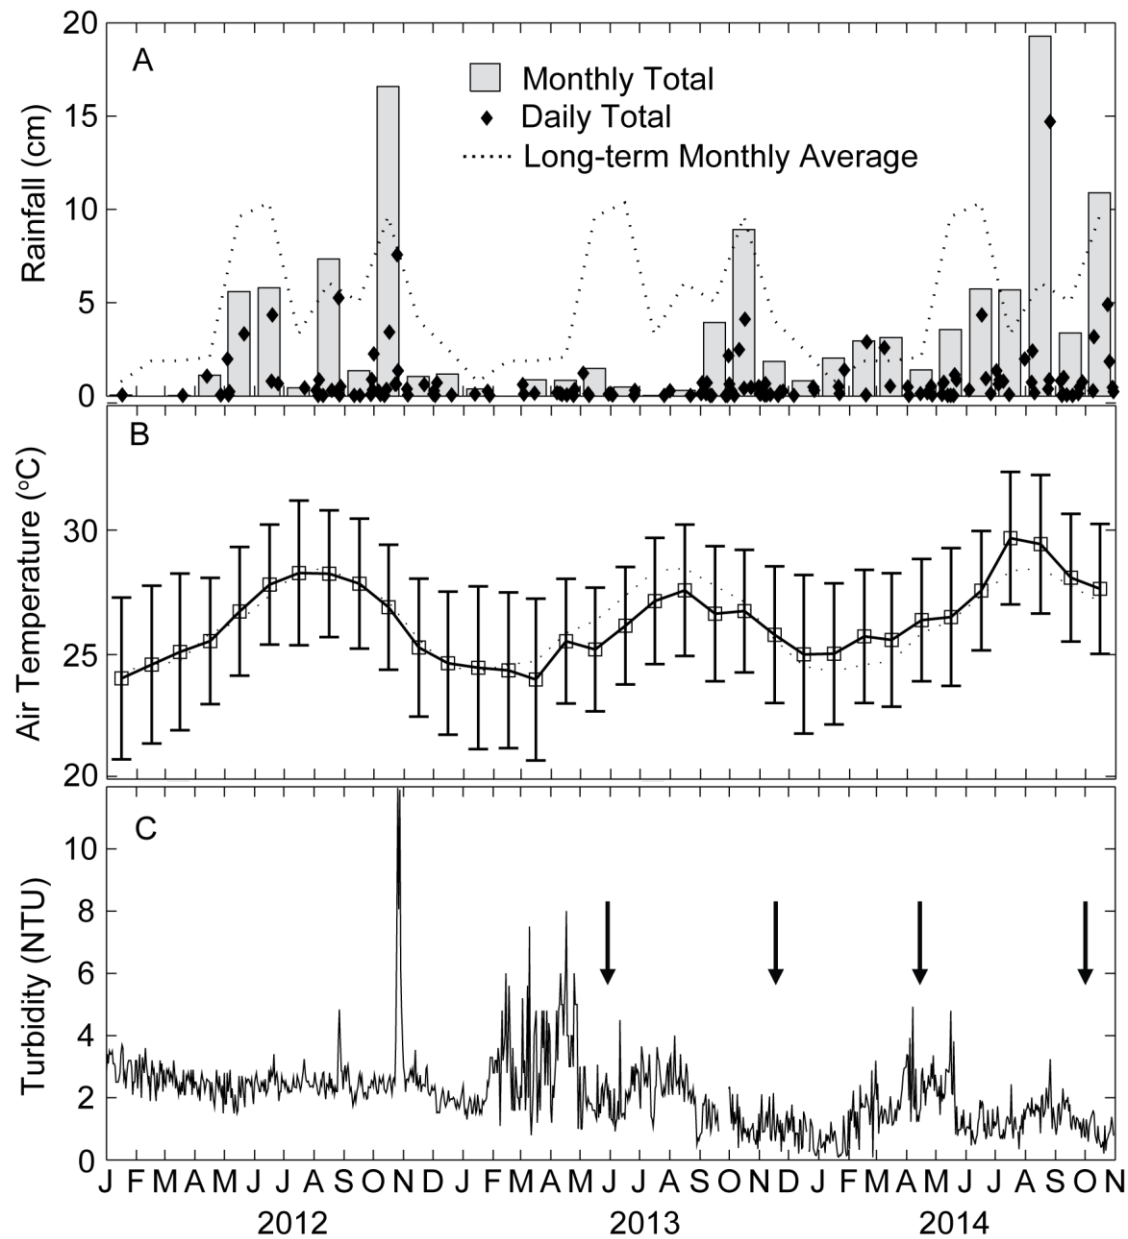 A
Monthly Total
Daily Total
Long-term Monthly Average
Rainfall (cm)
20
15
10
5
0
B
Air Temperature (ºC)
30
25
20
C
Turbidity (NTU)
10
8
6
4
2
0
J F M A M J J A S O N D J F M A M J J A S O N D J F M A M J J A S O N
2012 2013 2014